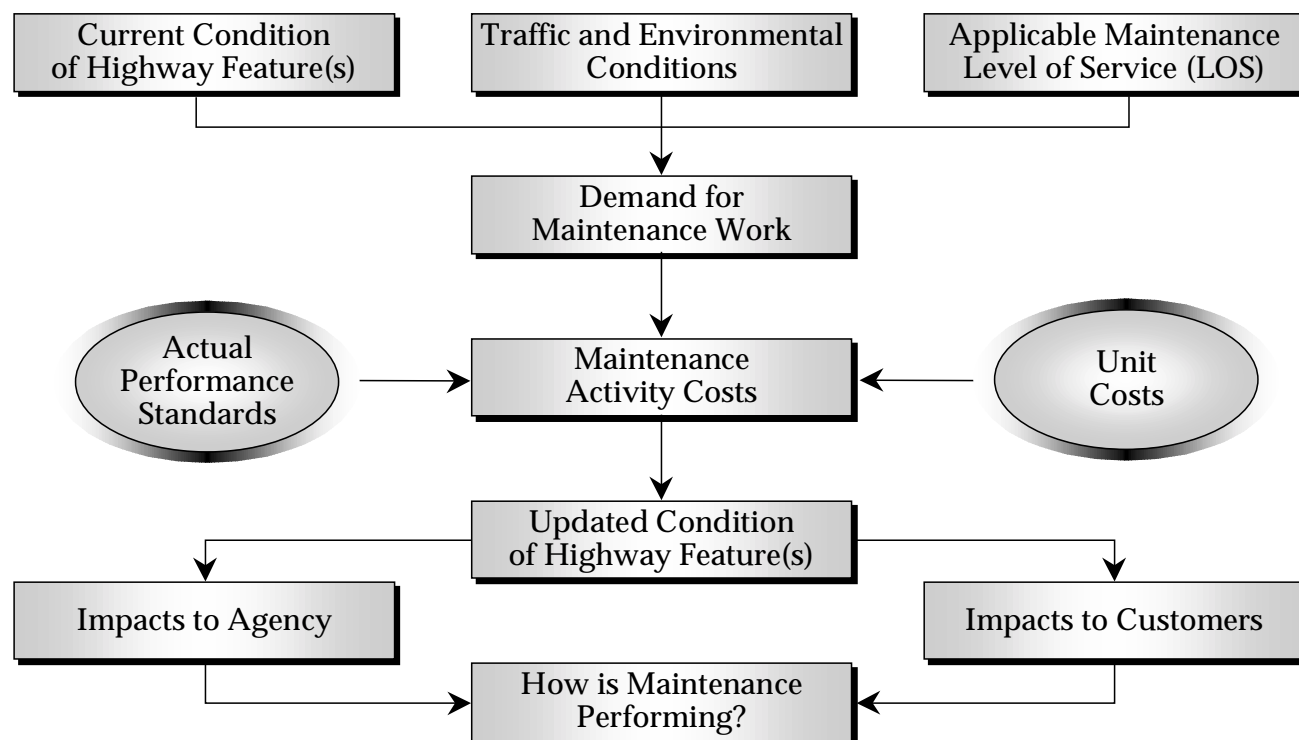 Current Condition
of Highway Feature(s)
Traffic and Environmental
Conditions
Applicable Maintenance
Level of Service (LOS)
Demand for
Maintenance Work
Actual
Performance
Standards
Maintenance
Activity Costs
Unit
Costs
Updated Condition
of Highway Feature(s)
Impacts to Agency
Impacts to Customers
How is Maintenance
Performing?